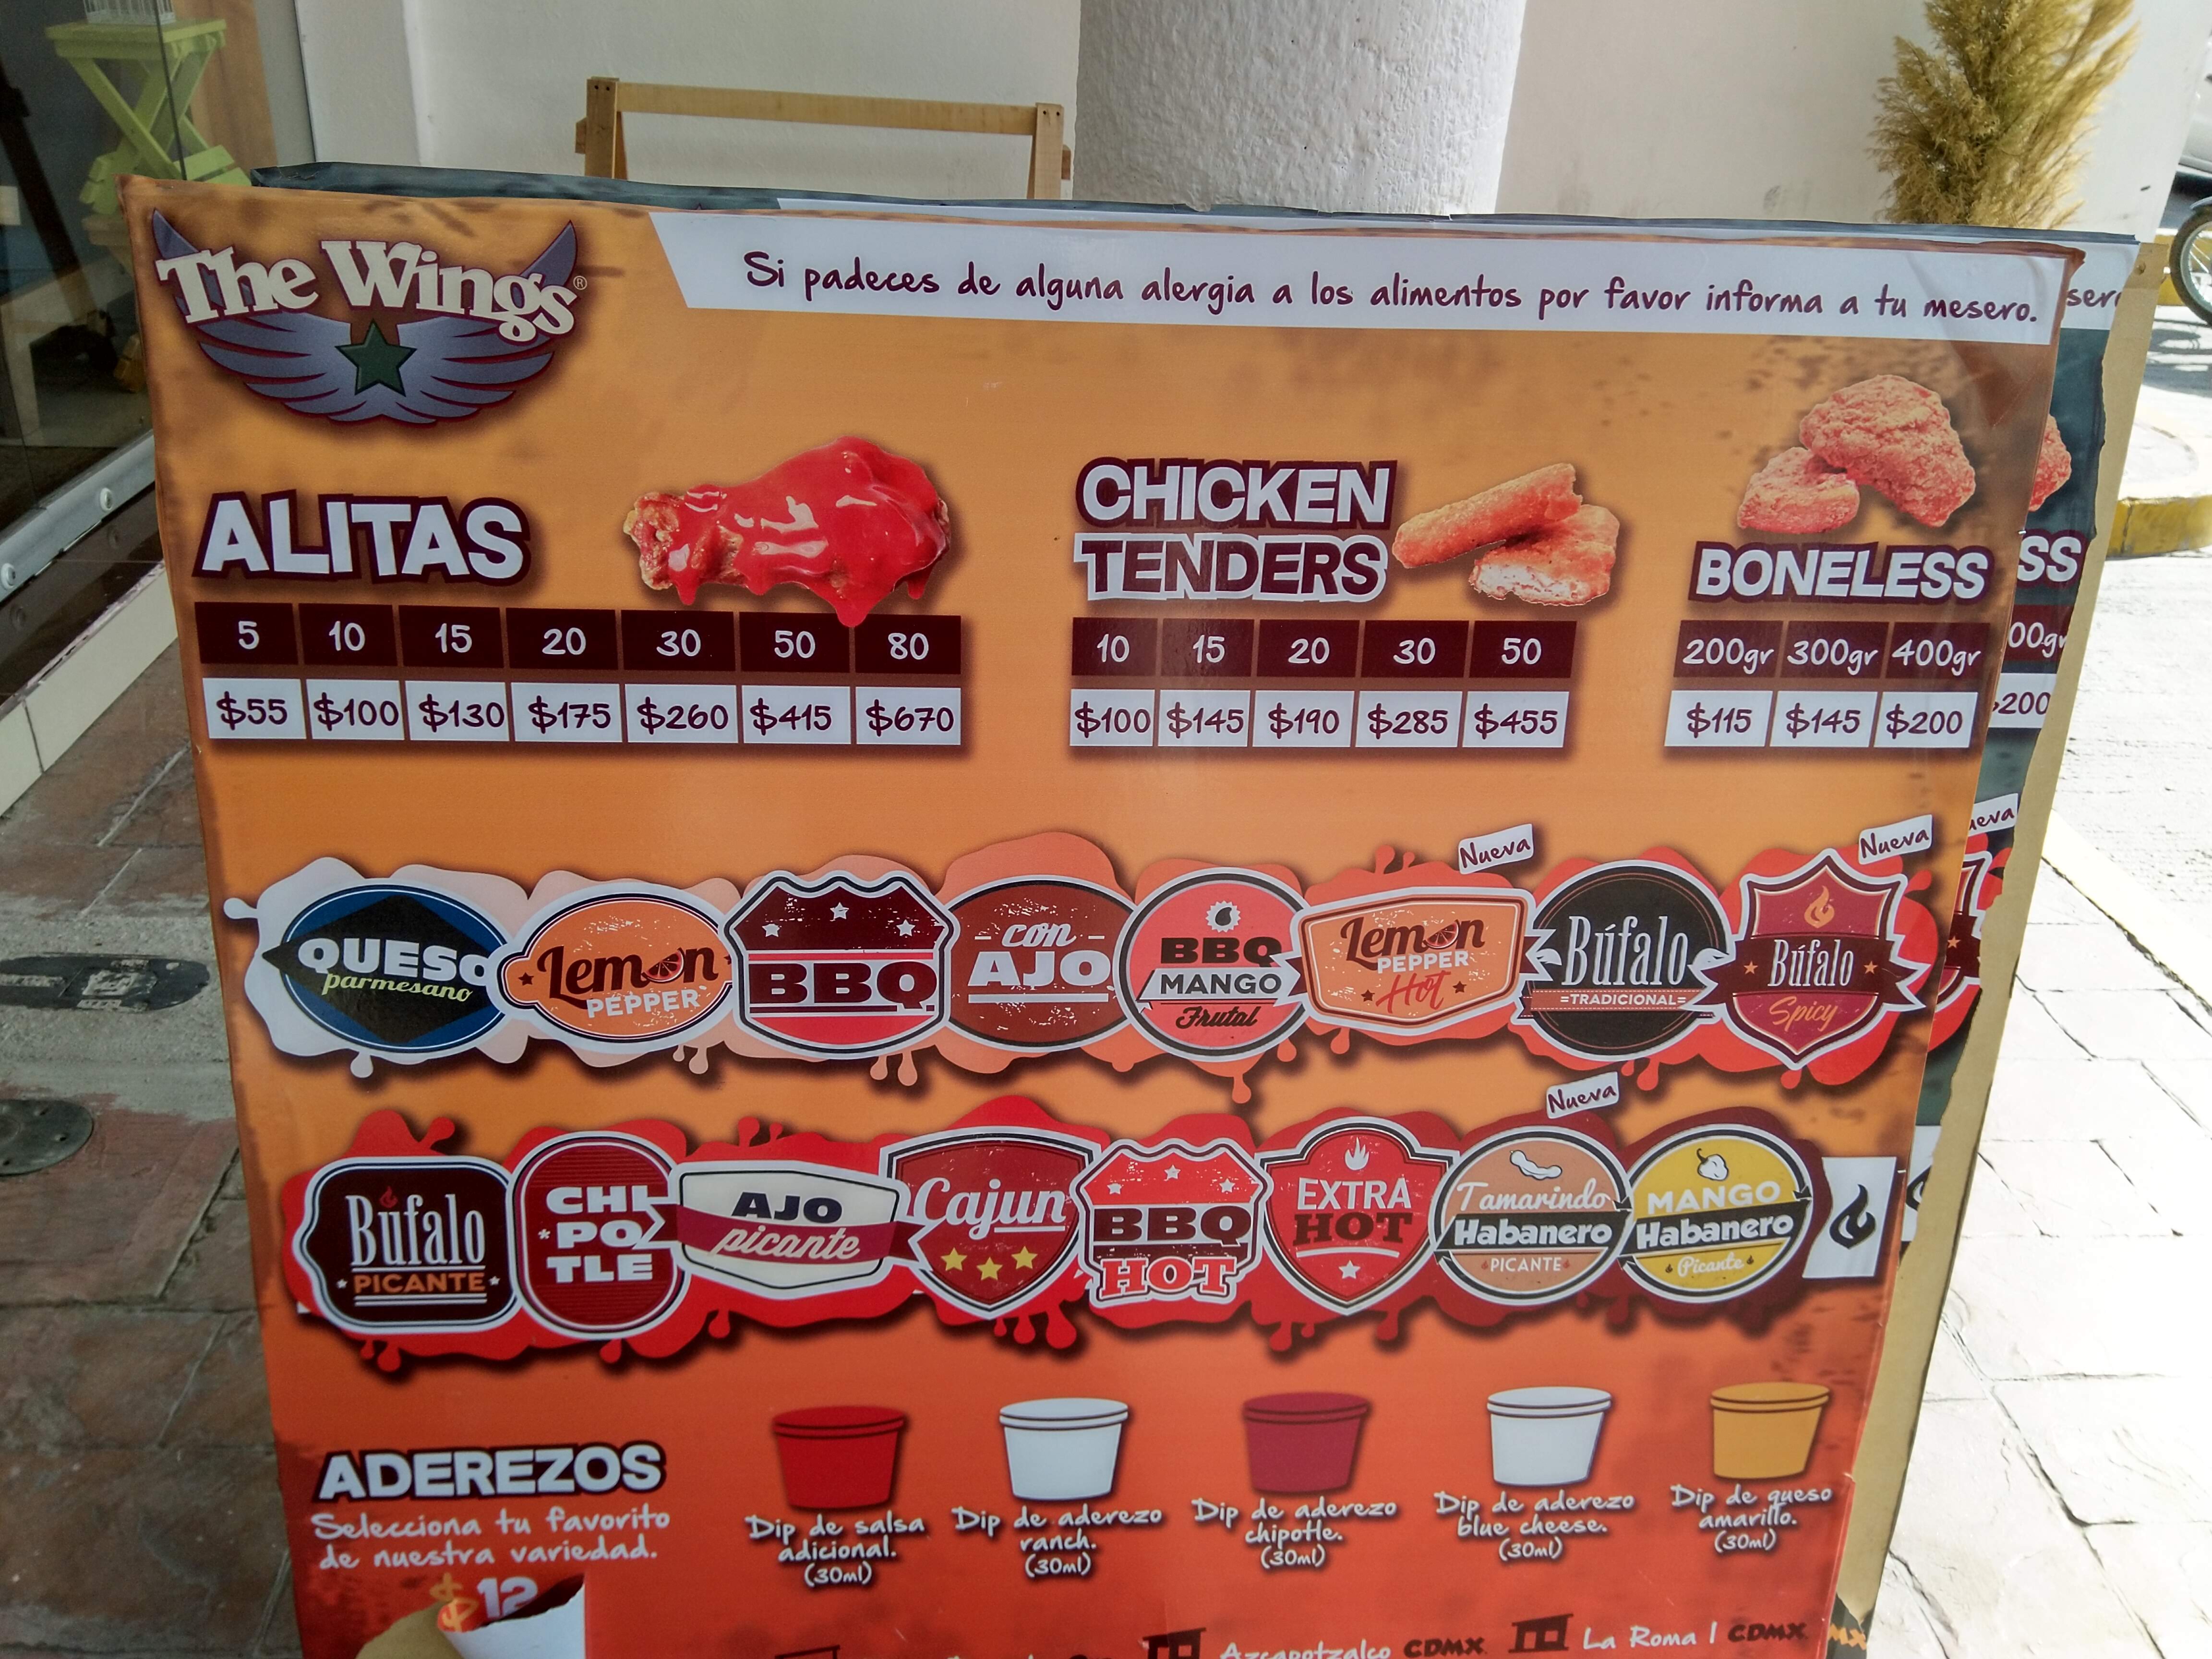 The Wings®
Si padeces de alguna alergia a los alimentos por favor informa a tu mesero.
ALITAS
5 10 15 20 30 50 80
$55 $100 $130 $175 $260 $415 $670
CHICKEN
TENDERS
10 15 20 30 50
$100 $145 $190 $285 $455
BONELESS
200gr 300gr 400gr
$115 $145 $200
QUESO
parmesano
Lemon
PEPPER
BBQ
con
AJO
BBQ
MANGO
Frutal
Nueva
Lemon
PEPPER
Hot
Búfalo
TRADICIONAL
Nueva
Búfalo
Spicy
Búfalo
PICANTE
CHI
PO
TLE
AJO
picante
Cajun
BBQ
HOT
EXTRA
HOT
Nueva
Tamarindo
Habanero
PICANTE
MANGO
Habanero
Picante
ADEREZOS
Selecciona tu favorito
de nuestra variedad.
$12
Dip de salsa
adicional.
(30ml)
Dip de aderezo
ranch.
(30ml)
Dip de aderezo
chipotle.
(30ml)
Dip de aderezo
blue cheese.
(30ml)
Dip de queso
amarillo.
(30ml)
Azcapotzalco CDMX
La Roma | CDMX